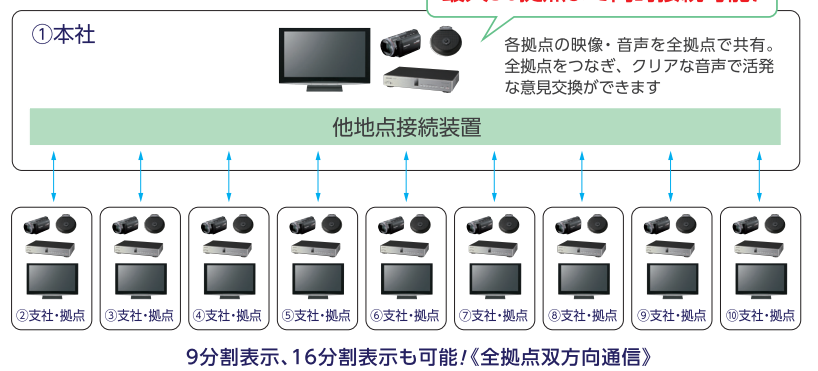 ①本社
各拠点の映像・音声を全拠点で共有。
全拠点をつなぎ、クリアな音声で活発
な意見交換ができます
他地点接続装置
②支社・拠点
③支社・拠点
④支社・拠点
⑤支社・拠点
⑥支社・拠点
⑦支社・拠点
⑧支社・拠点
⑨支社・拠点
⑩支社・拠点
9分割表示、16分割表示も可能!《全拠点双方向通信》